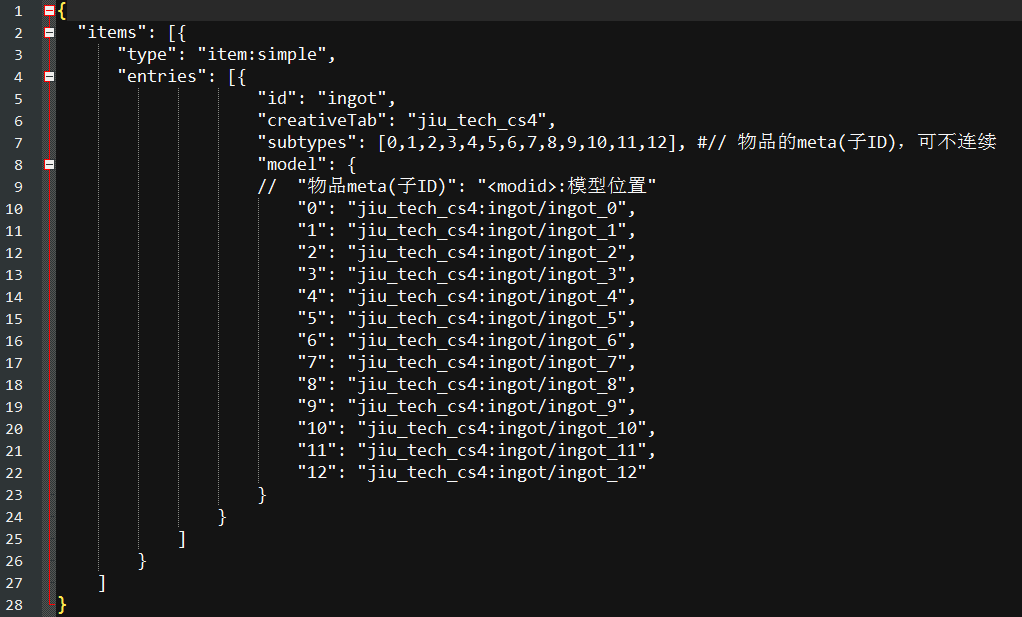 1 {
2 "items": [{
3 "type": "item:simple",
4 "entries": [{
5 "id": "ingot",
6 "creativeTab": "jiu_tech_cs4",
7 "subtypes": [0,1,2,3,4,5,6,7,8,9,10,11,12], #// 物品的meta(子ID)，可不连续
8 "model": {
9 // "物品meta(子ID)": "<modid>:模型位置"
10 "0": "jiu_tech_cs4:ingot/ingot_0",
11 "1": "jiu_tech_cs4:ingot/ingot_1",
12 "2": "jiu_tech_cs4:ingot/ingot_2",
13 "3": "jiu_tech_cs4:ingot/ingot_3",
14 "4": "jiu_tech_cs4:ingot/ingot_4",
15 "5": "jiu_tech_cs4:ingot/ingot_5",
16 "6": "jiu_tech_cs4:ingot/ingot_6",
17 "7": "jiu_tech_cs4:ingot/ingot_7",
18 "8": "jiu_tech_cs4:ingot/ingot_8",
19 "9": "jiu_tech_cs4:ingot/ingot_9",
20 "10": "jiu_tech_cs4:ingot/ingot_10",
21 "11": "jiu_tech_cs4:ingot/ingot_11",
22 "12": "jiu_tech_cs4:ingot/ingot_12"
23 }
24 }
25 ]
26 }
27 ]
28 }